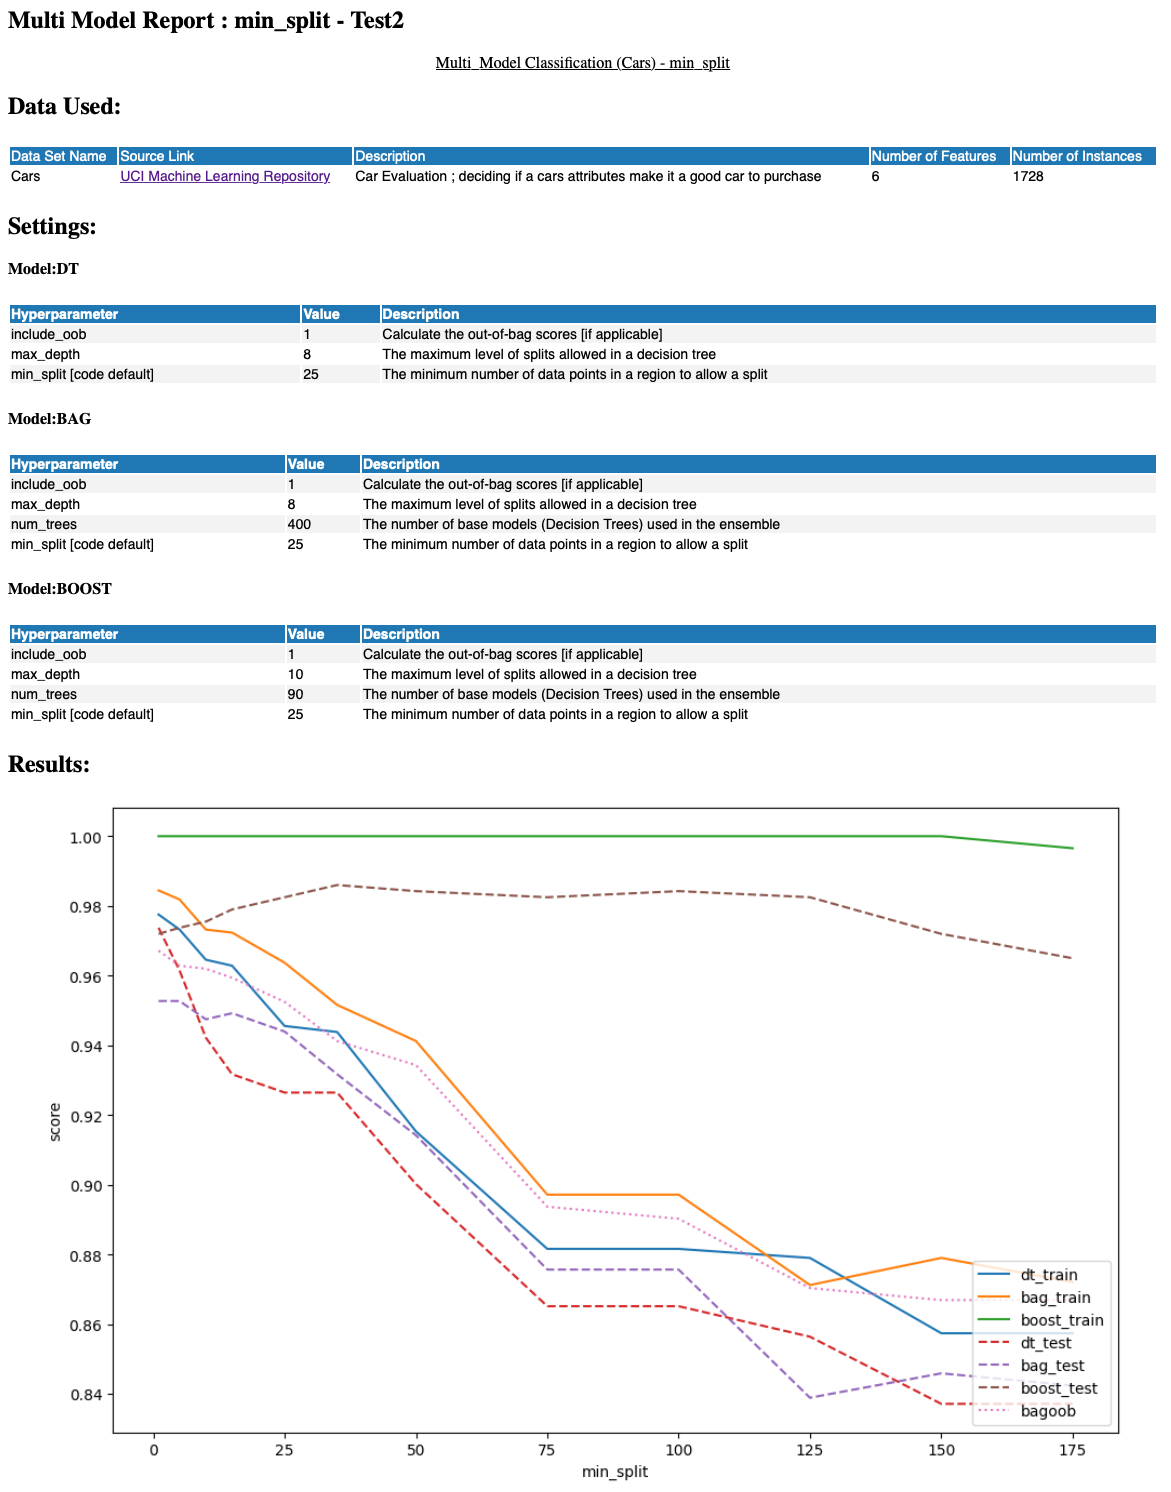 Multi Model Report : min_split - Test2
Multi_Model Classification (Cars) - min_split
Data Used:
Data Set Name Source Link Description Number of Features Number of Instances
Cars UCI Machine Learning Repository Car Evaluation ; deciding if a cars attributes make it a good car to purchase 6 1728
Settings:
Model:DT
Hyperparameter Value Description
include_oob 1 Calculate the out-of-bag scores [if applicable]
max_depth 8 The maximum level of splits allowed in a decision tree
min_split [code default] 25 The minimum number of data points in a region to allow a split
Model:BAG
Hyperparameter Value Description
include_oob 1 Calculate the out-of-bag scores [if applicable]
max_depth 8 The maximum level of splits allowed in a decision tree
num_trees 400 The number of base models (Decision Trees) used in the ensemble
min_split [code default] 25 The minimum number of data points in a region to allow a split
Model:BOOST
Hyperparameter Value Description
include_oob 1 Calculate the out-of-bag scores [if applicable]
max_depth 10 The maximum level of splits allowed in a decision tree
num_trees 90 The number of base models (Decision Trees) used in the ensemble
min_split [code default] 25 The minimum number of data points in a region to allow a split
Results:
1.00
0.98
0.96
0.94
0.92
0.90
0.88
0.86
0.84
score
dt_train
bag_train
boost_train
dt_test
bag_test
boost_test
bagoob
0 25 50 75 100 125 150 175
min_split